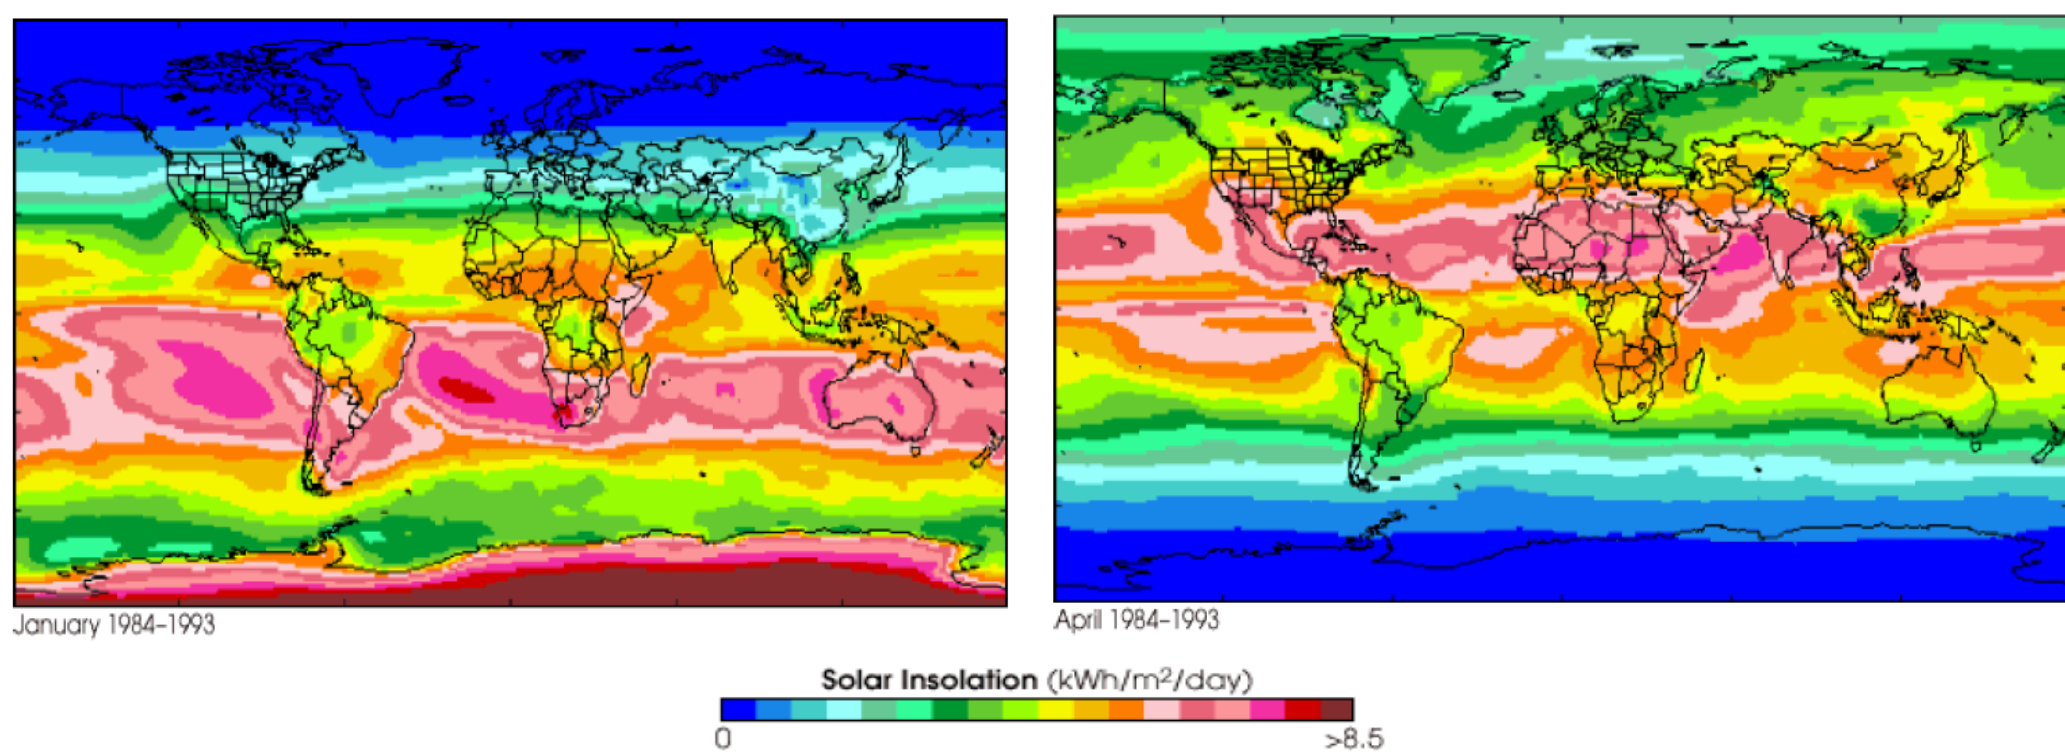 January 1984–1993
April 1984–1993
Solar Insolation (kWh/m²/day)
0
>8.5